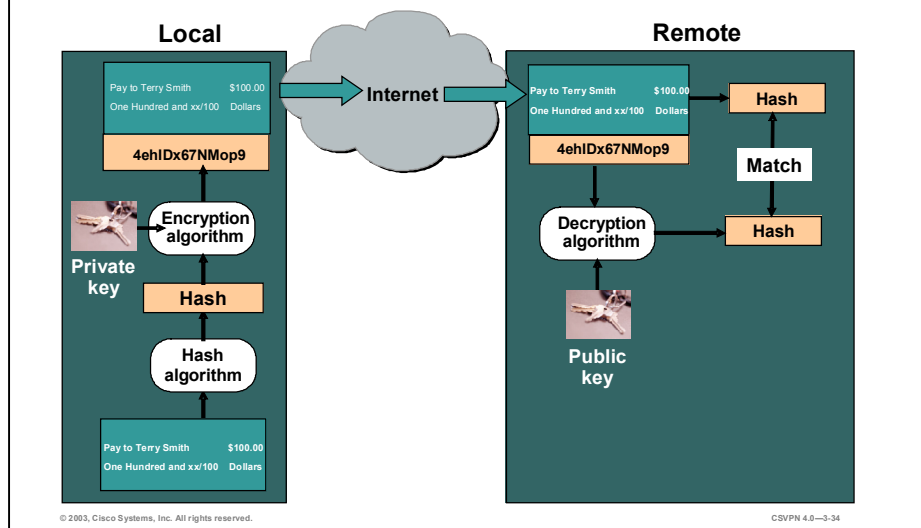 Local
Remote
Pay to Terry Smith $100.00
One Hundred and xx/100 Dollars
4ehIDx67NMop9
Encryption
algorithm
Private
key
Hash
Hash
algorithm
Pay to Terry Smith $100.00
One Hundred and xx/100 Dollars
Internet
Pay to Terry Smith $100.00
One Hundred and xx/100 Dollars
4ehIDx67NMop9
Hash
Match
Decryption
algorithm
Hash
Public
key
© 2003, Cisco Systems, Inc. All rights reserved.
CSVPN 4.0—3-34